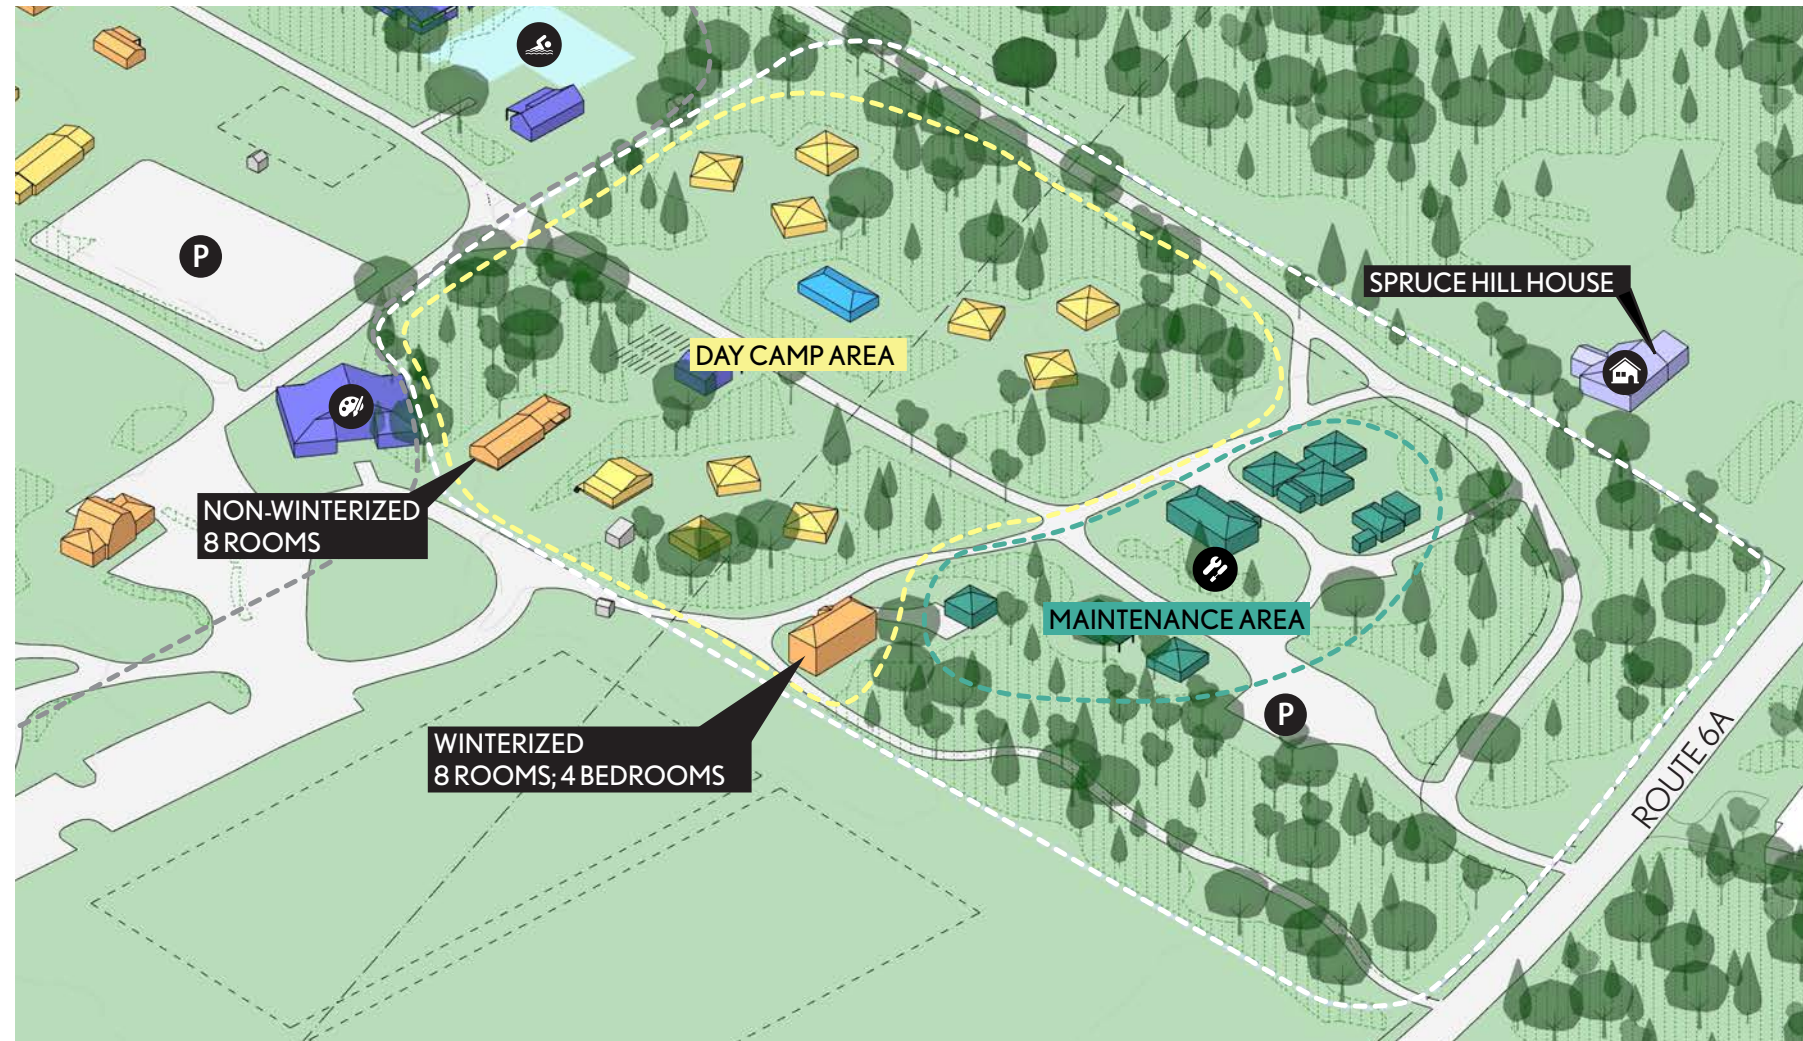 P
SPRUCE HILL HOUSE
DAY CAMP AREA
NON-WINTERIZED
8 ROOMS
MAINTENANCE AREA
P
WINTERIZED
8 ROOMS; 4 BEDROOMS
ROUTE 6A